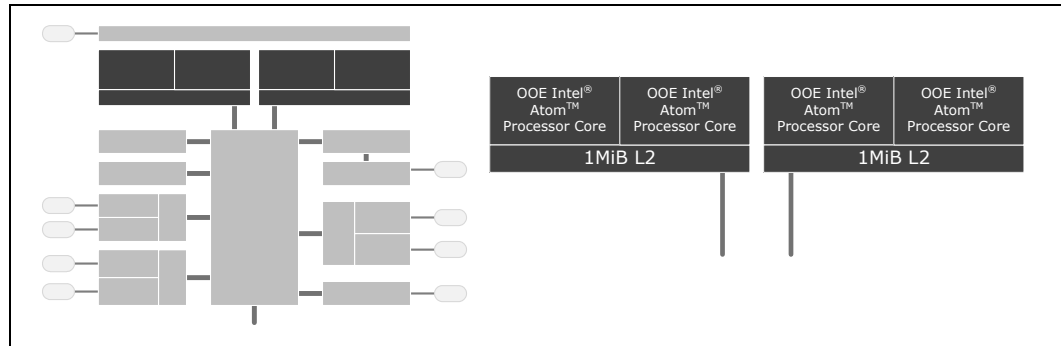 OOE Intel®
Atom™
Processor Core
OOE Intel®
Atom™
Processor Core
1MiB L2
OOE Intel®
Atom™
Processor Core
OOE Intel®
Atom™
Processor Core
1MiB L2